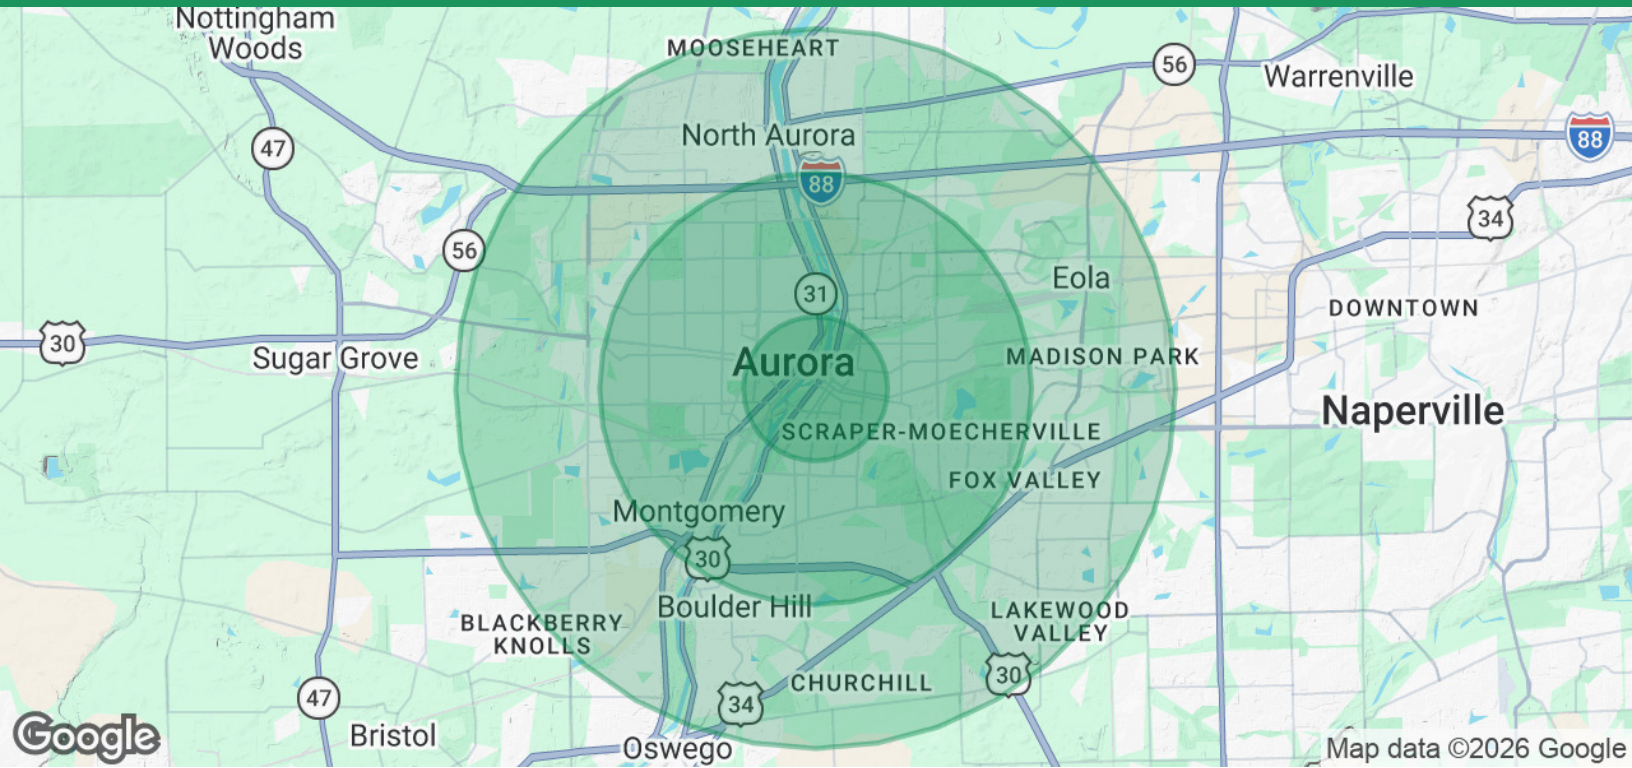 Nottingham
Woods
MOOSEHEART
56
Warrenville
North Aurora
88
47
88
34
56
31
Eola
DOWNTOWN
30
Sugar Grove
Aurora
MADISON PARK
Naperville
SCRAPER-MOECHERVILLE
FOX VALLEY
Montgomery
30
Boulder Hill
BLACKBERRY
KNOLLS
LAKEWOOD
VALLEY
30
CHURCHILL
47
34
Bristol
Oswego
Google
Map data ©2026 Google